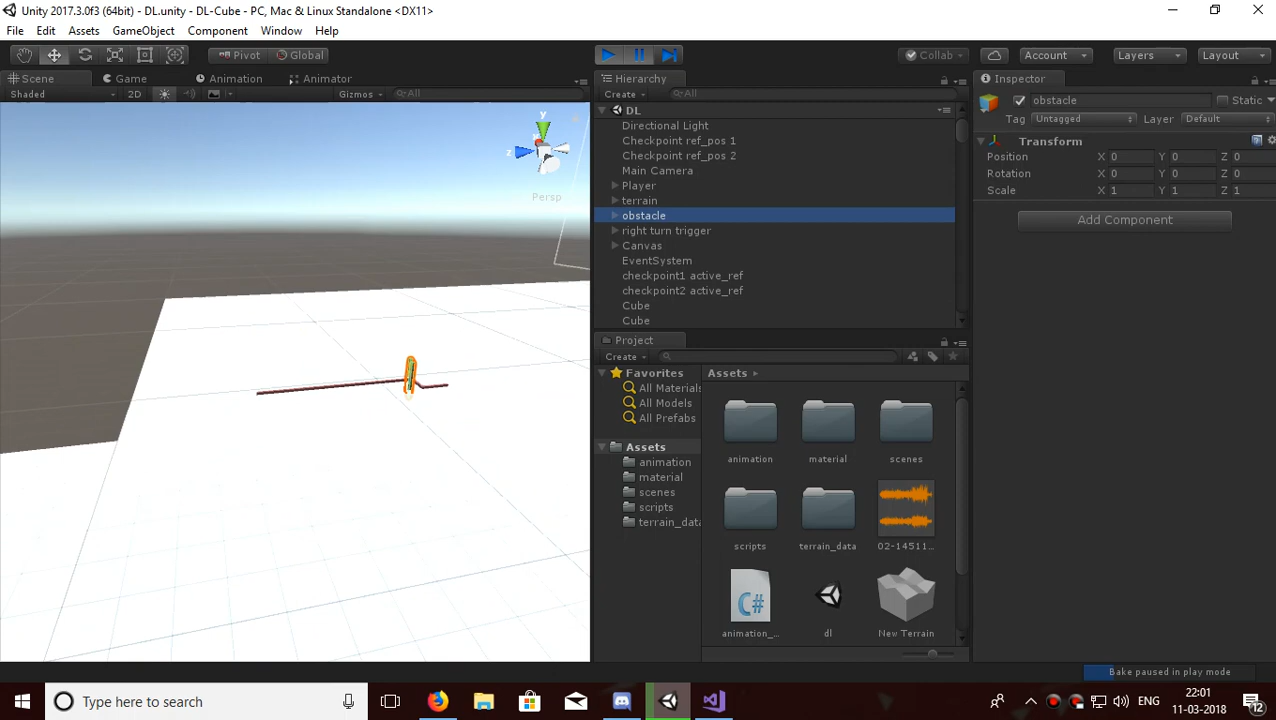 Unity 2017.3.0f3 (64bit) - DL.unity - DL-Cube - PC, Mac & Linux Standalone <DX11>
File Edit Assets GameObject Component Window Help
Pivot Global Collab Account Layers Layout
Scene Game Animation Animator Hierarchy Inspector
Shaded 2D Gizmos All Create All
DL
obstacle Static
Tag Untagged Layer Default
Directional Light
Checkpoint ref_pos 1
Checkpoint ref_pos 2
Main Camera
Player
terrain
obstacle
right turn trigger
Canvas
EventSystem
checkpoint1 active_ref
checkpoint2 active_ref
Cube
Cube
Transform
Position X 0 Y 0 Z 0
Rotation X 0 Y 0 Z 0
Scale X 1 Y 1 Z 1
Add Component
y
z
Persp
Project
Create
Favorites
All Materials
All Models
All Prefabs
Assets
animation
material
scenes
scripts
terrain_data
Assets
animation material scenes
scripts terrain_data 02-14511...
C#
animation_... dl New Terrain
Bake paused in play mode
Type here to search
ENG
22:01
11-03-2018
12